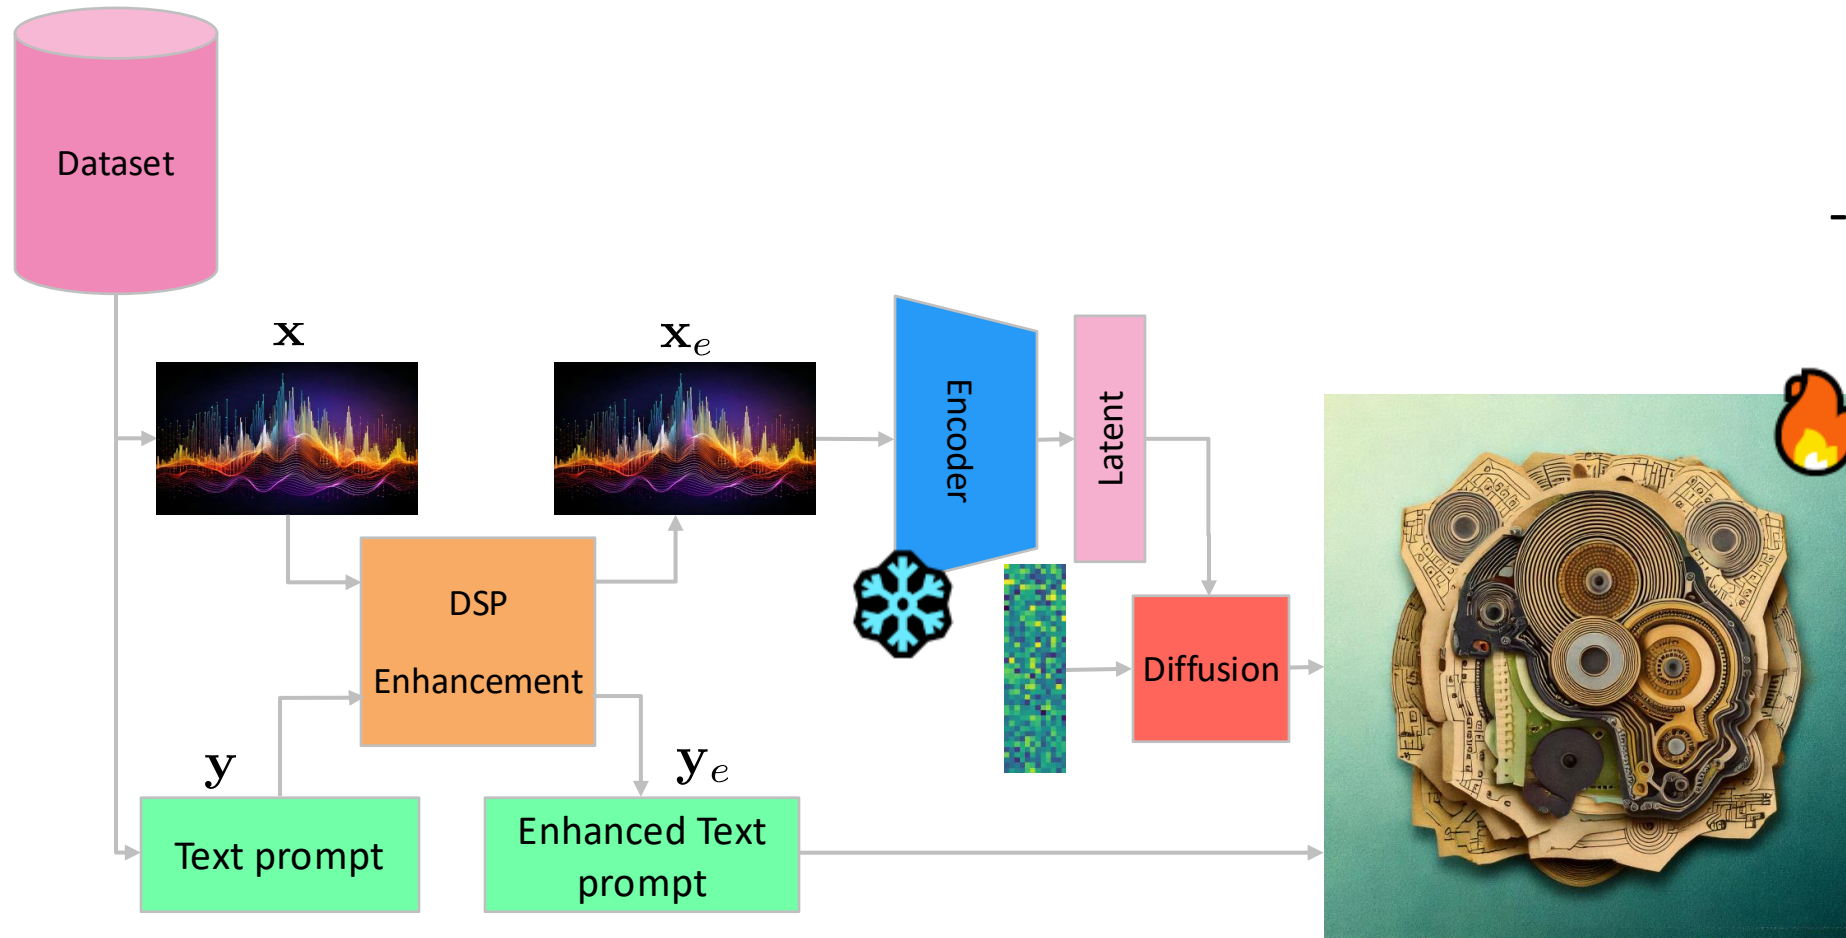 Dataset
x
x_e
Encoder
Latent
DSP
Enhancement
Diffusion
y
y_e
Text prompt
Enhanced Text
prompt
-